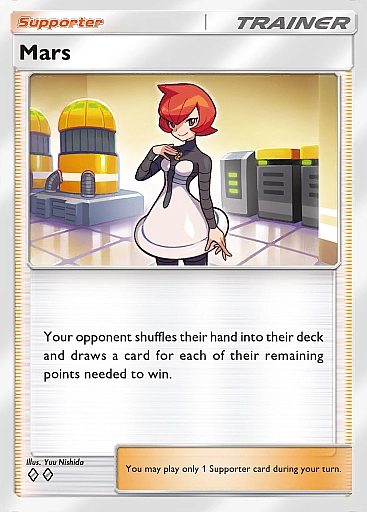 Supporter
TRAINER
Mars
Your opponent shuffles their hand into their deck
and draws a card for each of their remaining
points needed to win.
Illus. Yuu Nishida
You may play only 1 Supporter card during your turn.